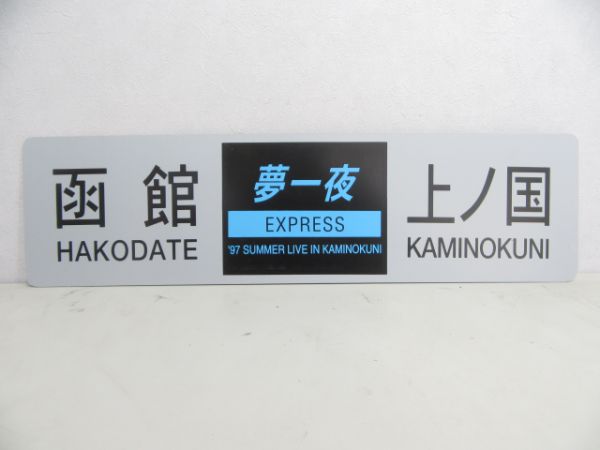 函館
HAKODATE
夢一夜
EXPRESS
'97 SUMMER LIVE IN KAMINOKUNI
上ノ国
KAMINOKUNI